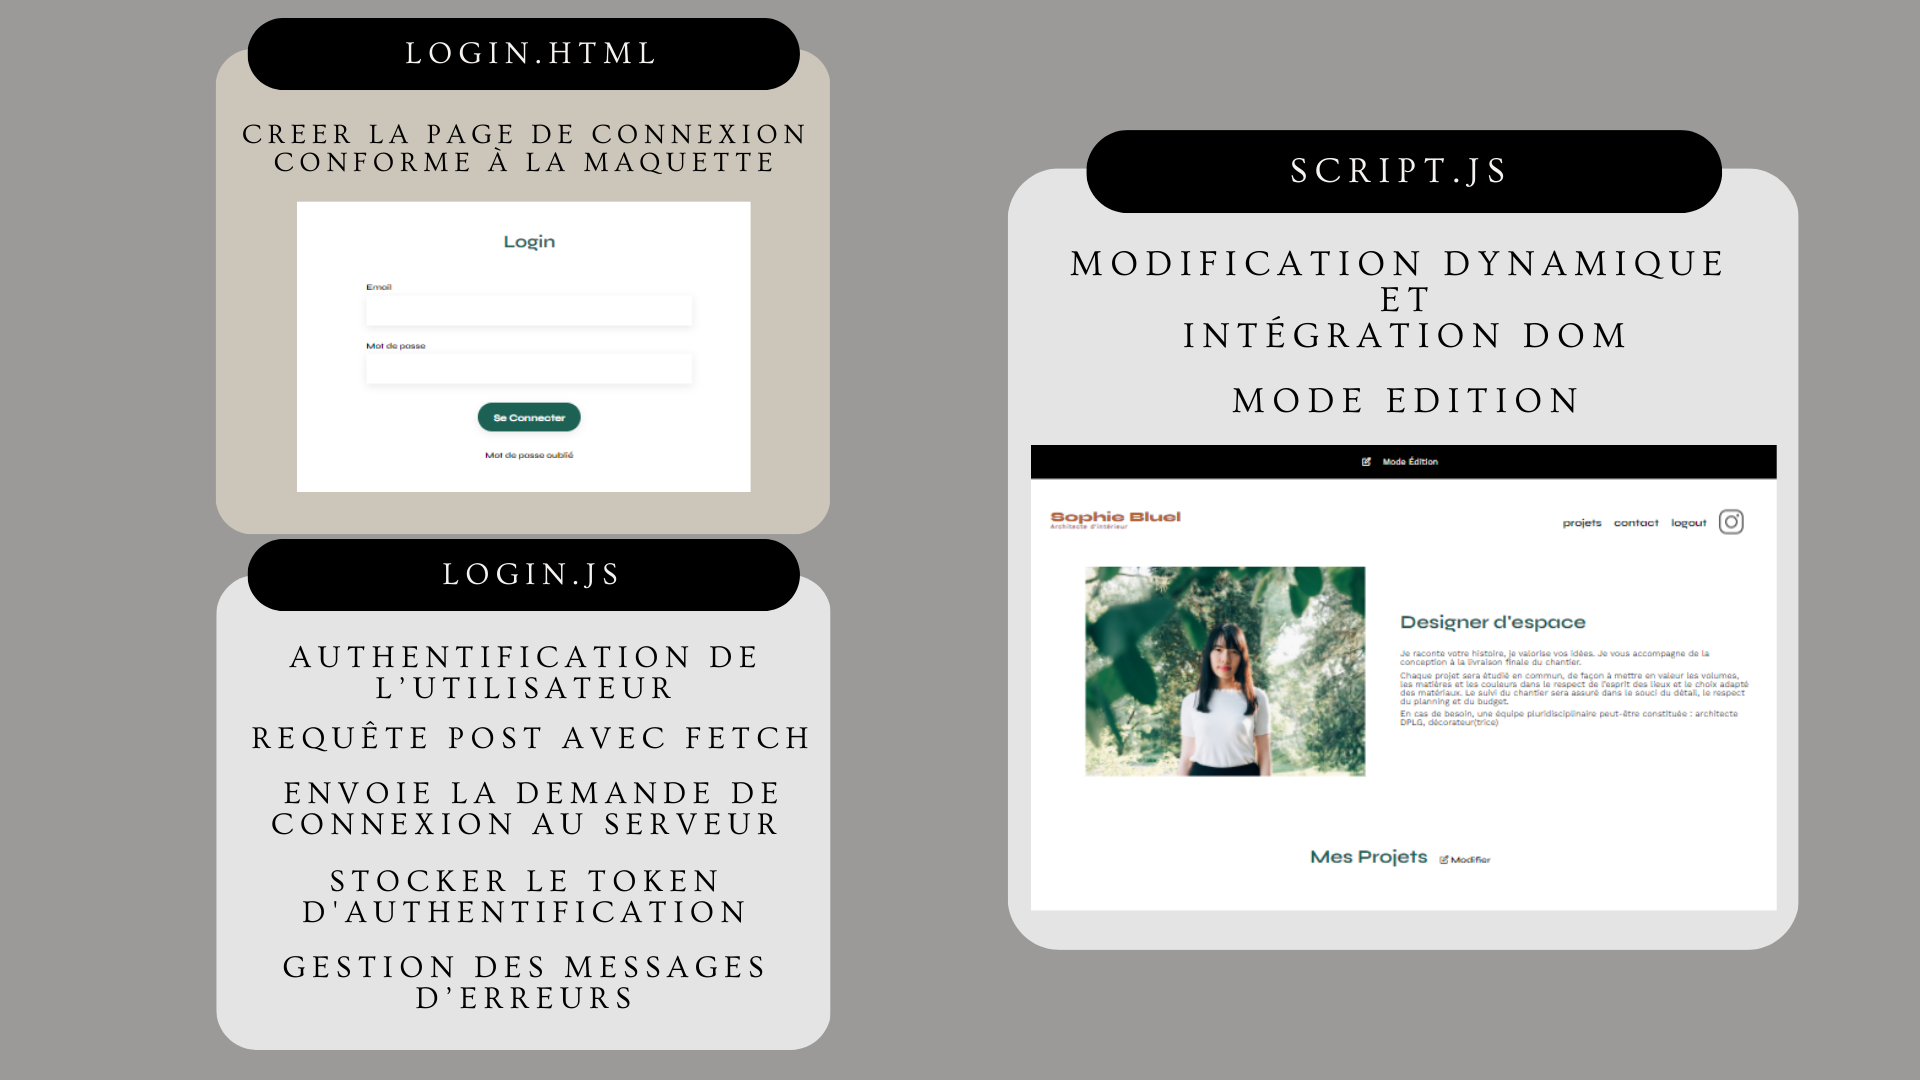 LOGIN.HTML
CREER LA PAGE DE CONNEXION
CONFORME À LA MAQUETTE
Login
Email
Mot de passe
Se Connecter
Mot de passe oublié
LOGIN.JS
AUTHENTIFICATION DE
L’UTILISATEUR
REQUÊTE POST AVEC FETCH
ENVOIE LA DEMANDE DE
CONNEXION AU SERVEUR
STOCKER LE TOKEN
D'AUTHENTIFICATION
GESTION DES MESSAGES
D’ERREURS
SCRIPT.JS
MODIFICATION DYNAMIQUE
ET
INTÉGRATION DOM
MODE EDITION
Mode Édition
Sophie Bluel
Architecte d'intérieur
projets contact logout
Designer d'espace
Je raconte votre histoire, je valorise vos idées. Je vous accompagne de la
conception à la livraison finale du chantier.
Chaque projet sera étudié en commun, de façon à mettre en valeur les volumes,
les matières et les couleurs dans le respect de l'esprit des lieux et le choix adapté
des matériaux. Le suivi du chantier sera assuré dans le souci du détail, le respect
du planning et du budget.
En cas de besoin, une équipe pluridisciplinaire peut-être constituée : architecte
DPLG, décorateur(trice)
Mes Projets Modifier